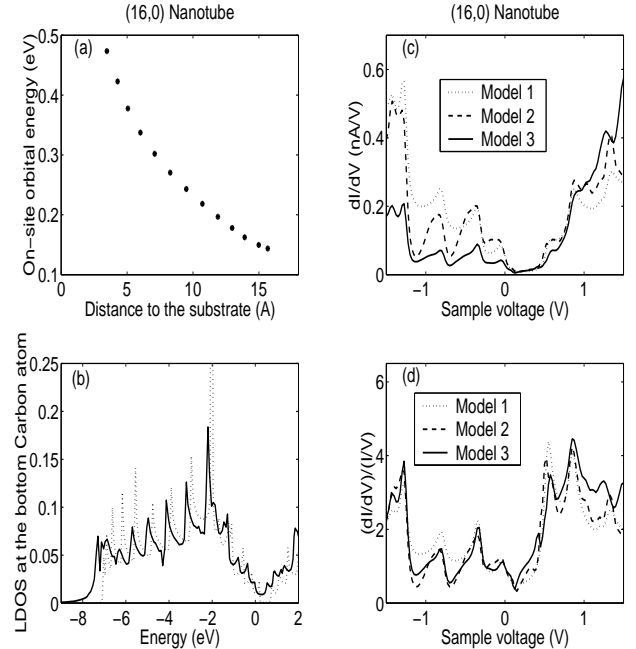 (16,0) Nanotube
(a)
On-site orbital energy (eV)
0.5
0.4
0.3
0.2
0.1
0
5
10
15
Distance to the substrate (A)
(b)
LDOS at the bottom Carbon atom
0.25
0.2
0.15
0.1
0.05
0
−8
−6
−4
−2
0
2
Energy (eV)
(16,0) Nanotube
(c)
Model 1
Model 2
Model 3
dI/dV (nA/V)
0.6
0.4
0.2
0
−1
0
1
Sample voltage (V)
(d)
Model 1
Model 2
Model 3
(dI/dV)/(I/V)
6
4
2
0
−1
0
1
Sample voltage (V)